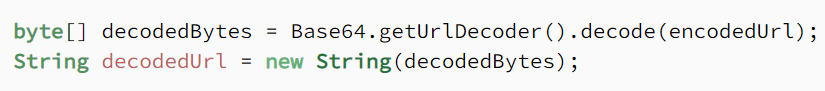 byte[] decodedBytes = Base64.getUrlDecoder().decode(encodedUrl);
String decodedUrl = new String(decodedBytes);